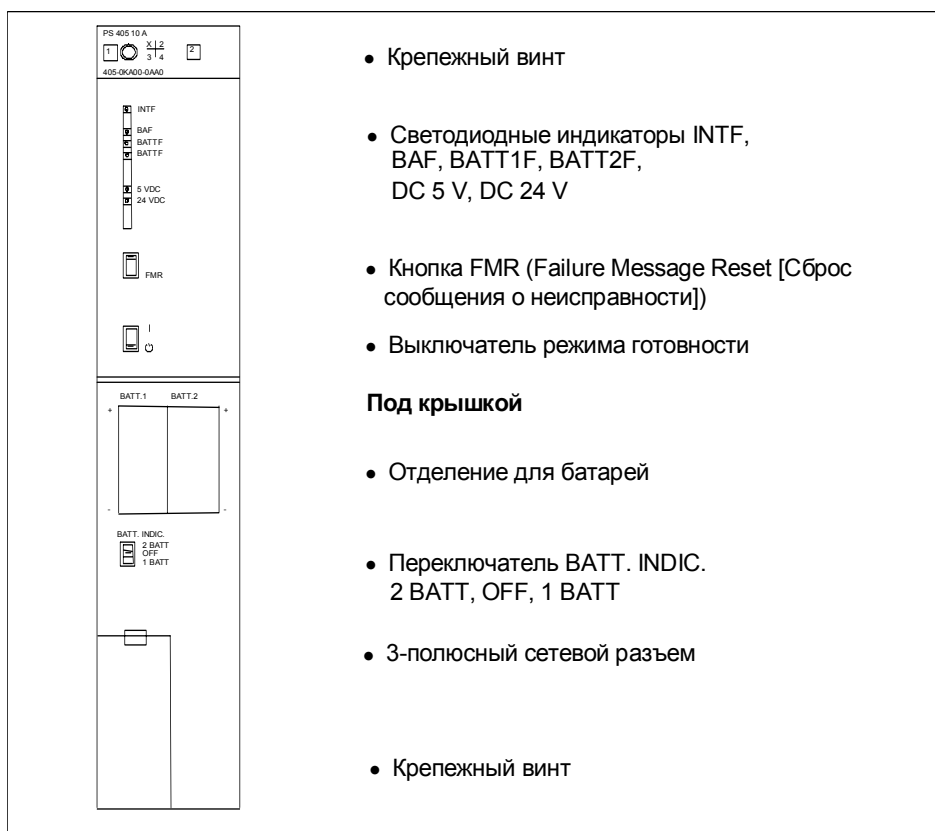 PS 405 10 A
1 X 2 3 4 2
405-0KA00-0AA0
INTF
BAF
BATTF
BATTF
5 VDC
24 VDC
FMR
I
BATT.1 BATT.2
+ +
- -
BATT. INDIC.
2 BATT
OFF
1 BATT
• Крепежный винт
• Светодиодные индикаторы INTF,
BAF, BATT1F, BATT2F,
DC 5 V, DC 24 V
• Кнопка FMR (Failure Message Reset [Сброс
сообщения о неисправности])
• Выключатель режима готовности
Под крышкой
• Отделение для батарей
• Переключатель BATT. INDIC.
2 BATT, OFF, 1 BATT
• 3-полюсный сетевой разъем
• Крепежный винт